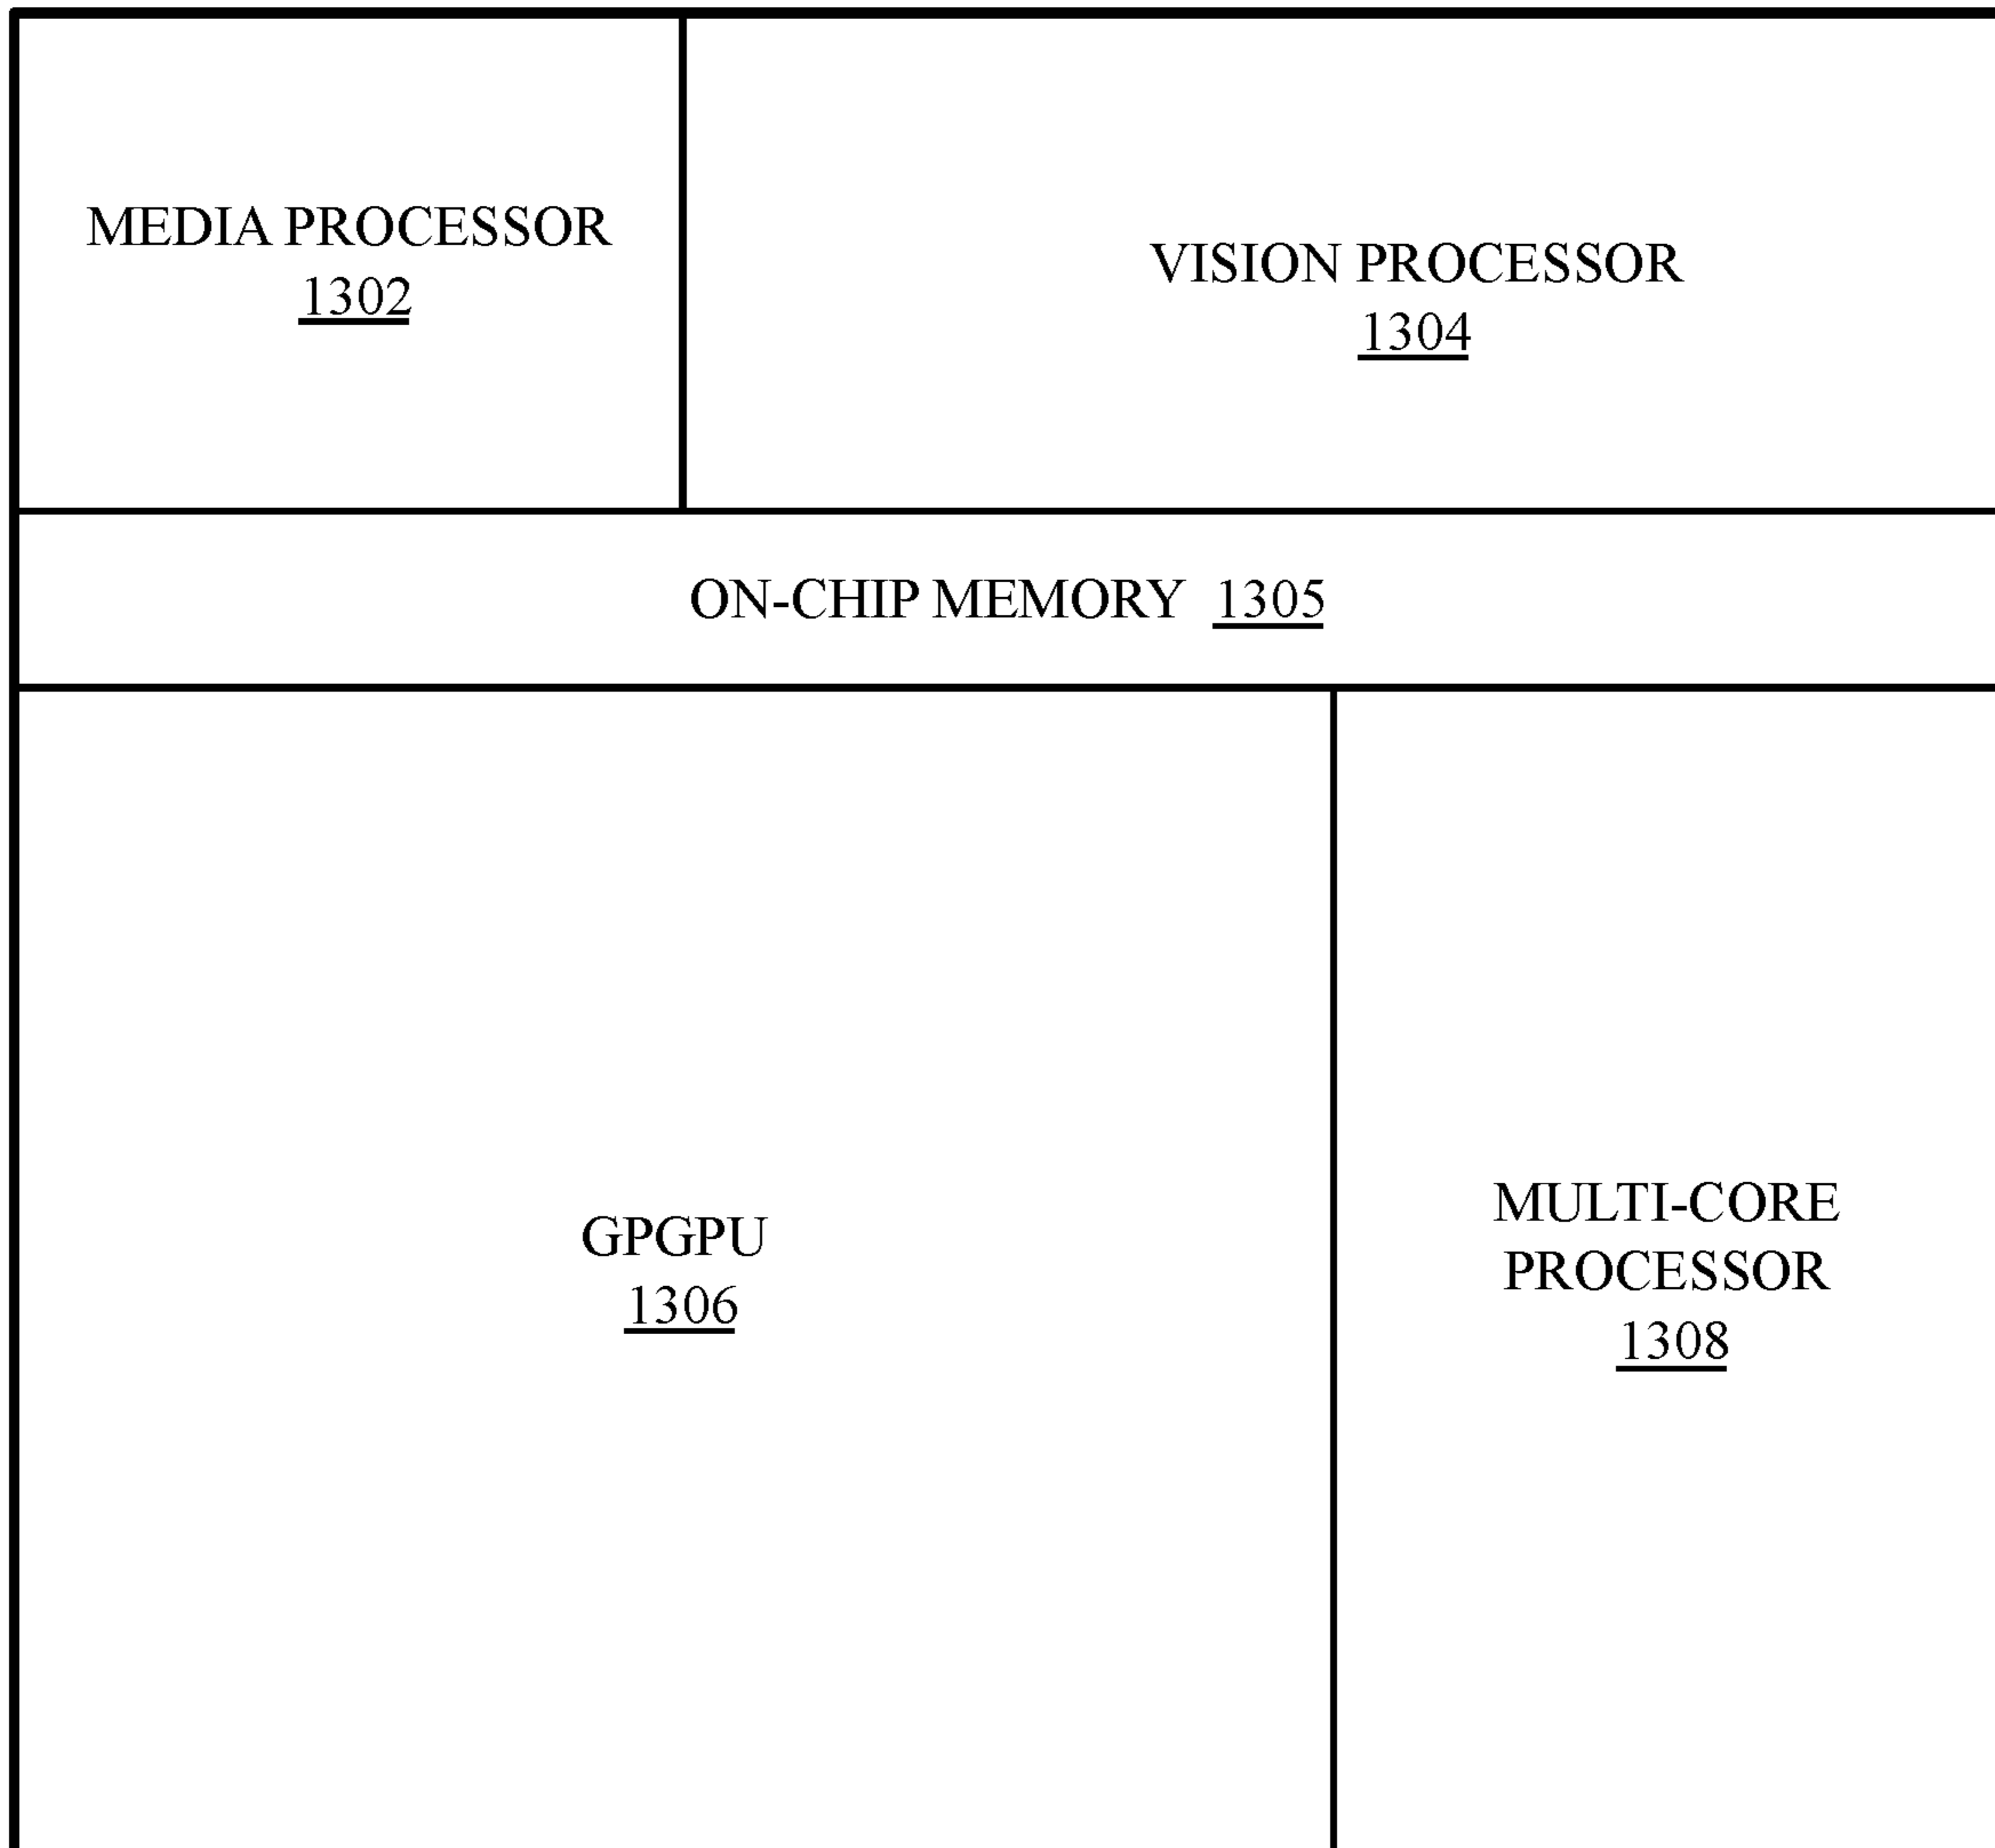 MEDIA PROCESSOR
1302
VISION PROCESSOR
1304
ON-CHIP MEMORY 1305
GPGPU
1306
MULTI-CORE
PROCESSOR
1308